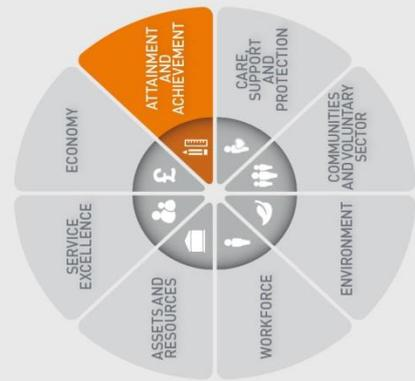 ATTAINMENT
AND
ACHIEVEMENT
CARE,
SUPPORT
AND
PROTECTION
COMMUNITIES
AND VOLUNTARY
SECTOR
ENVIRONMENT
WORKFORCE
ASSETS AND
RESOURCES
SERVICE
EXCELLENCE
ECONOMY
£